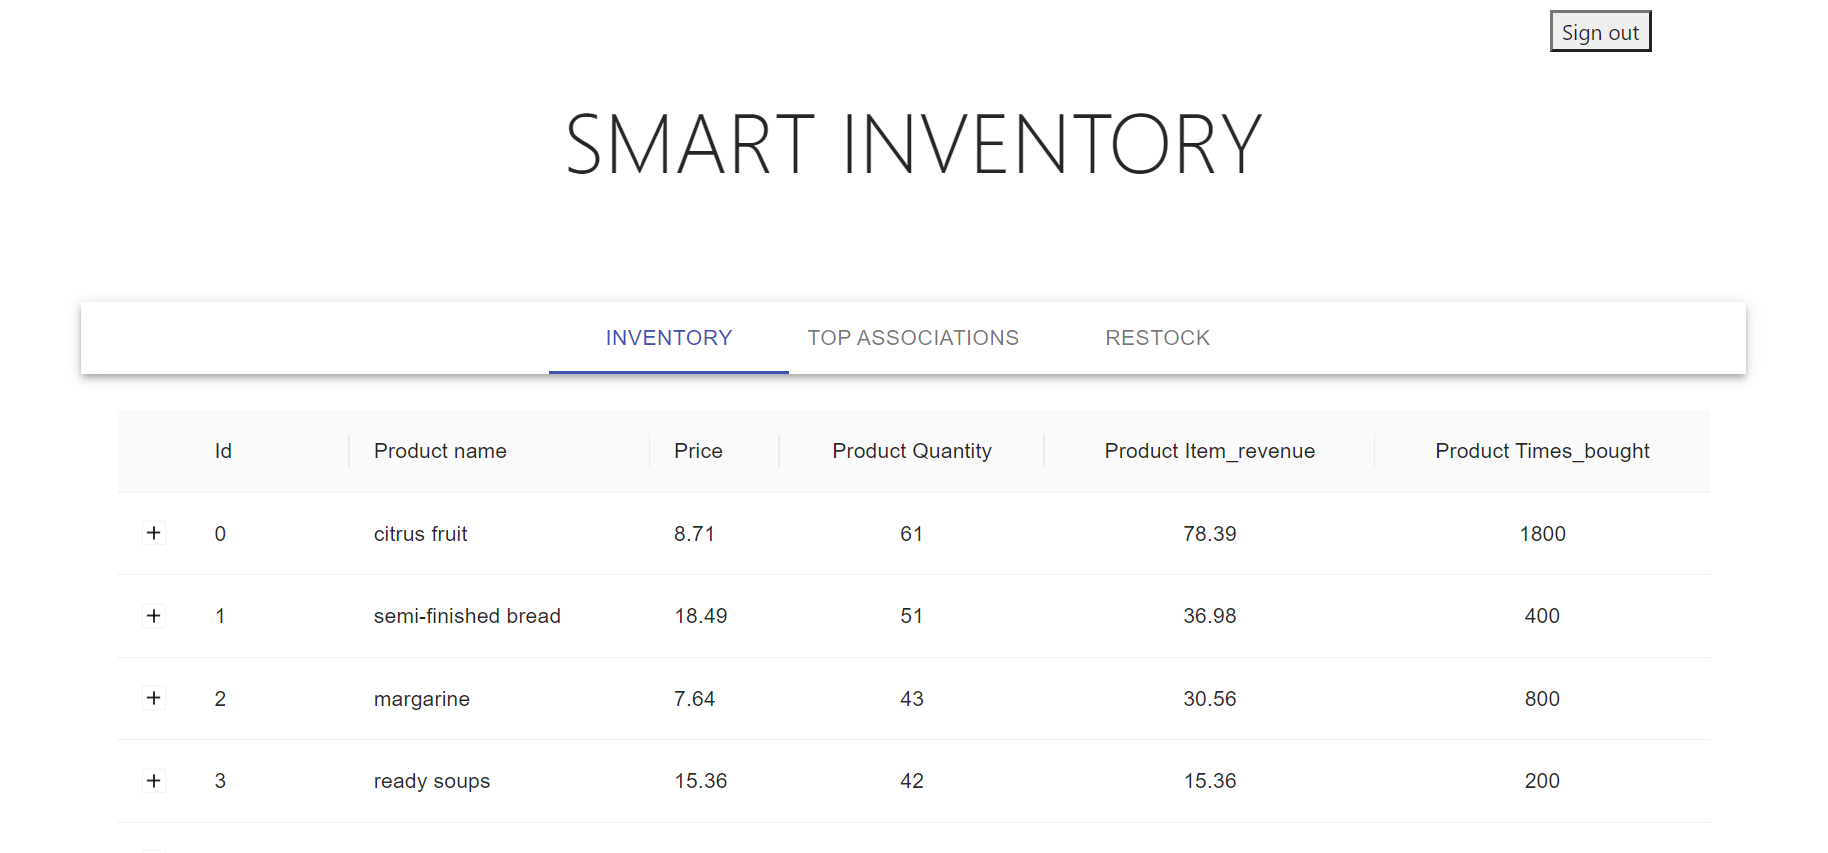 Sign out
SMART INVENTORY
INVENTORY TOP ASSOCIATIONS RESTOCK
Id Product name Price Product Quantity Product Item_revenue Product Times_bought
+ 0 citrus fruit 8.71 61 78.39 1800
+ 1 semi-finished bread 18.49 51 36.98 400
+ 2 margarine 7.64 43 30.56 800
+ 3 ready soups 15.36 42 15.36 200